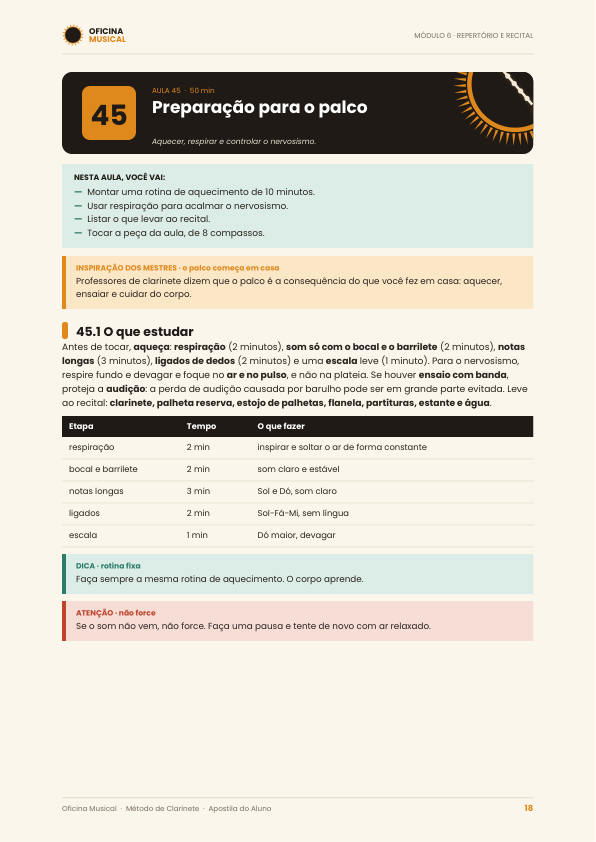 OFICINA
MUSICAL
MÓDULO 6 · REPERTÓRIO E RECITAL
45
AULA 45 · 50 min
Preparação para o palco
Aquecer, respirar e controlar o nervosismo.
NESTA AULA, VOCÊ VAI:
— Montar uma rotina de aquecimento de 10 minutos.
— Usar respiração para acalmar o nervosismo.
— Listar o que levar ao recital.
— Tocar a peça da aula, de 8 compassos.
INSPIRAÇÃO DOS MESTRES · o palco começa em casa
Professores de clarinete dizem que o palco é a consequência do que você fez em casa: aquecer,
ensaiar e cuidar do corpo.
45.1 O que estudar
Antes de tocar, aqueça: respiração (2 minutos), som só com o bocal e o barrilete (2 minutos), notas
longas (3 minutos), ligados de dedos (2 minutos) e uma escala leve (1 minuto). Para o nervosismo,
respire fundo e devagar e foque no ar e no pulso, e não na plateia. Se houver ensaio com banda,
proteja a audição: a perda de audição causada por barulho pode ser em grande parte evitada. Leve
ao recital: clarinete, palheta reserva, estojo de palhetas, flanela, partituras, estante e água.
Etapa Tempo O que fazer
respiração 2 min inspirar e soltar o ar de forma constante
bocal e barrilete 2 min som claro e estável
notas longas 3 min Sol e Dó, som claro
ligados 2 min Sol-Fá-Mi, sem língua
escala 1 min Dó maior, devagar
DICA · rotina fixa
Faça sempre a mesma rotina de aquecimento. O corpo aprende.
ATENÇÃO · não force
Se o som não vem, não force. Faça uma pausa e tente de novo com ar relaxado.
Oficina Musical · Método de Clarinete · Apostila do Aluno
18